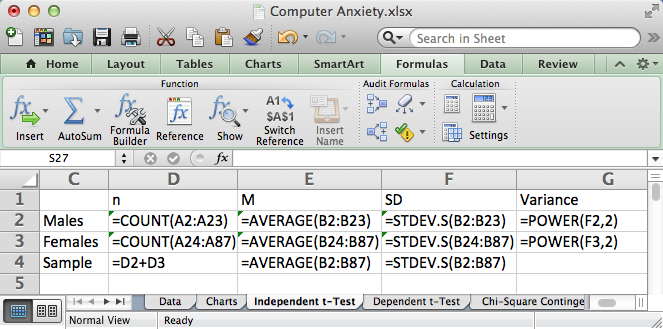 Computer Anxiety.xlsx
Search in Sheet
Home Layout Tables Charts SmartArt Formulas Data Review
Function Audit Formulas Calculation
A1
$A$1
Insert AutoSum Formula Builder Reference Show Switch Reference Insert Name Settings
S27 fx
C D E F G
1 n M SD Variance
2 Males =COUNT(A2:A23) =AVERAGE(B2:B23) =STDEV.S(B2:B23) =POWER(F2,2)
3 Females =COUNT(A24:A87) =AVERAGE(B24:B87) =STDEV.S(B24:B87) =POWER(F3,2)
4 Sample =D2+D3 =AVERAGE(B2:B87) =STDEV.S(B2:B87)
5
Data Charts Independent t-Test Dependent t-Test Chi-Square Continge
Normal View Ready